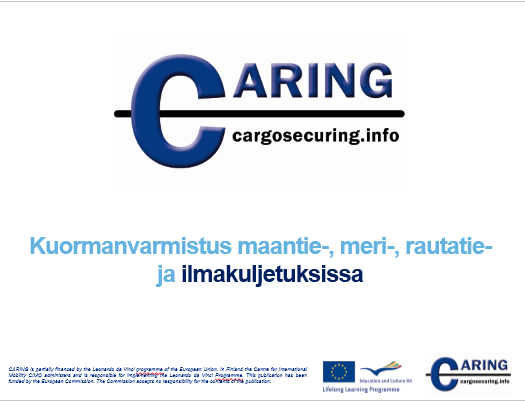 CARING
cargosecuring.info
Kuormanvarmistus maantie-, meri-, rautatie-
ja ilmakuljetuksissa
CARING is partially financed by the Leonardo da Vinci programme of the European Union. In Finland the Centre for International
Mobility CIMO administers and is responsible for implementing the Leonardo da Vinci Programme. This publication has been
funded by the European Commission. The Commission accepts no responsibility for the contents of the publication.
Education and Culture DG
Lifelong Learning Programme
CARING
cargosecuring.info